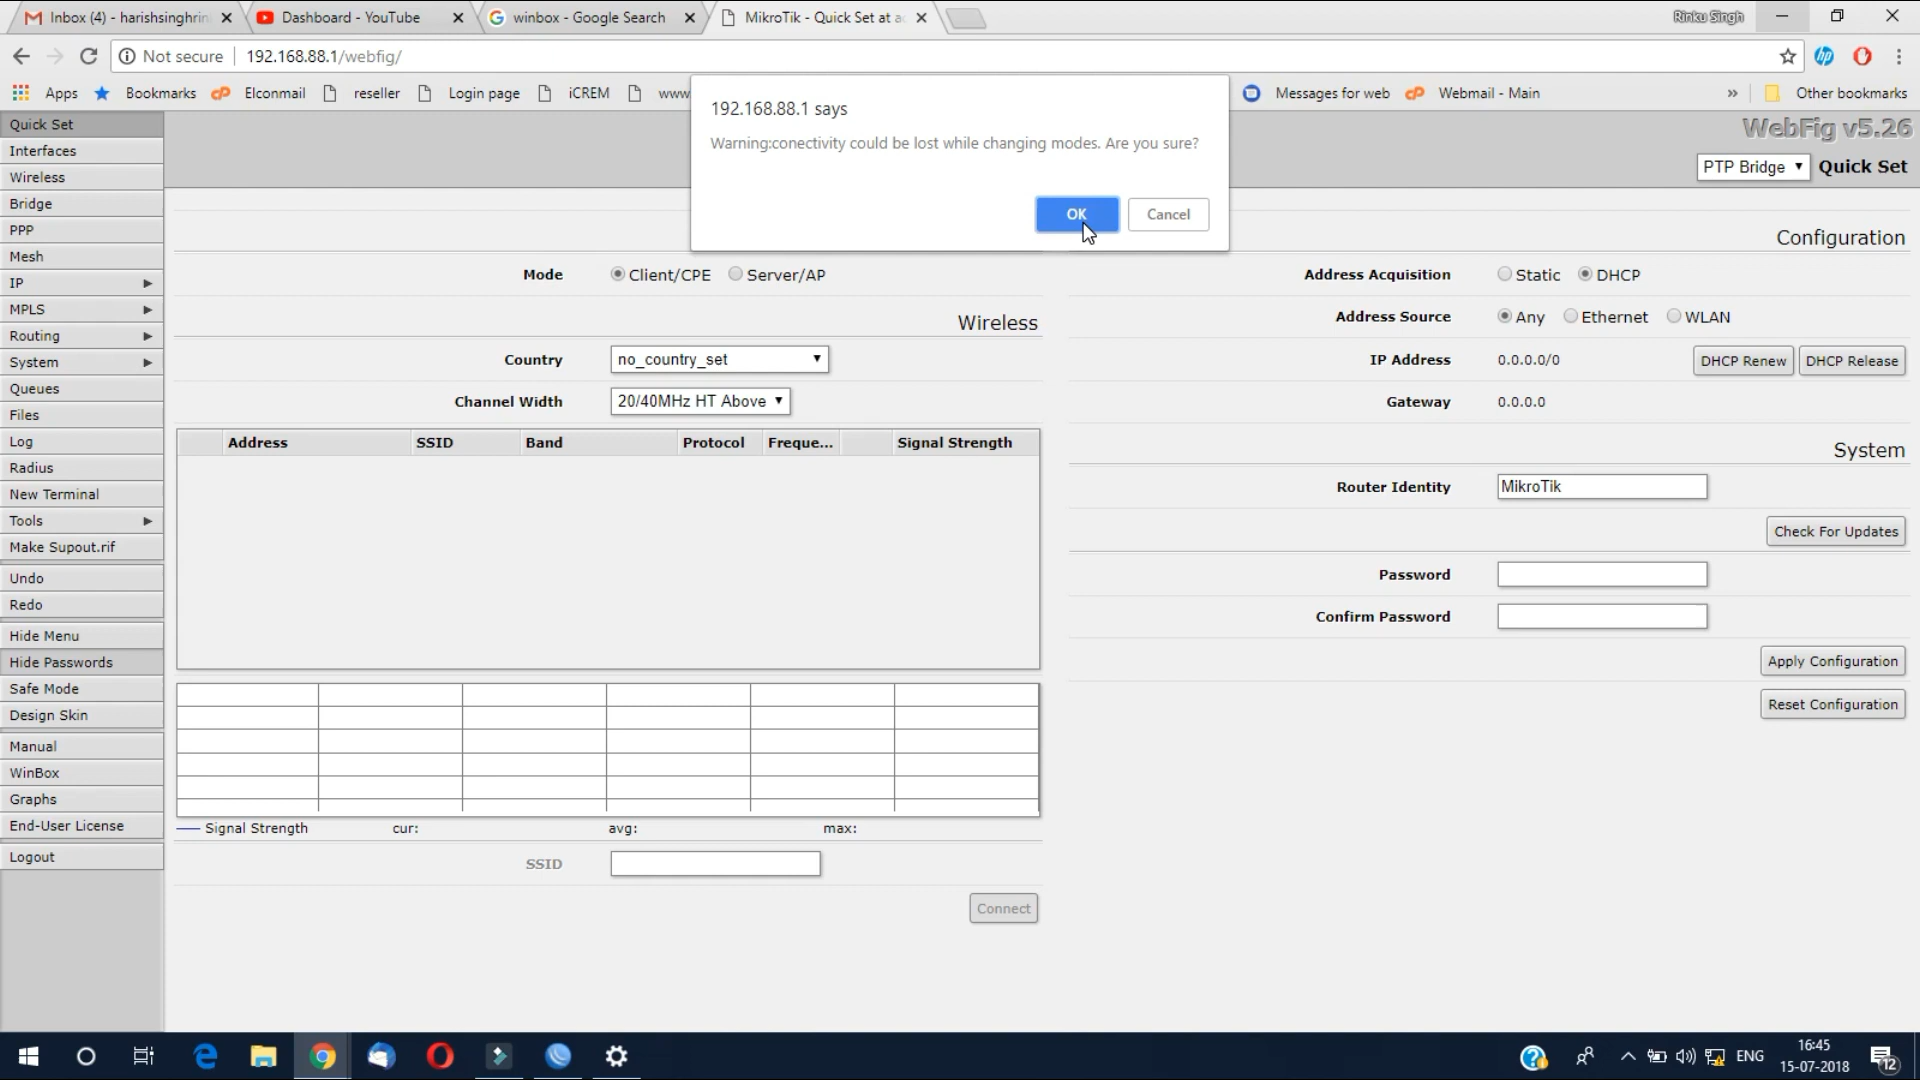 Inbox (4) - harishsinghrin
Dashboard - YouTube
winbox - Google Search
MikroTik - Quick Set at a
Rinku Singh
Not secure
192.168.88.1/webfig/
hp
Apps
Bookmarks
Elconmail
reseller
Login page
iCREM
www
Messages for web
Webmail - Main
»
Other bookmarks
192.168.88.1 says
Warning:conectivity could be lost while changing modes. Are you sure?
OK
Cancel
WebFig v5.26
PTP Bridge
Quick Set
Quick Set
Interfaces
Wireless
Bridge
PPP
Mesh
IP
MPLS
Routing
System
Queues
Files
Log
Radius
New Terminal
Tools
Make Supout.rif
Undo
Redo
Hide Menu
Hide Passwords
Safe Mode
Design Skin
Manual
WinBox
Graphs
End-User License
Logout
Mode
Client/CPE
Server/AP
Wireless
Country
no_country_set
Channel Width
20/40MHz HT Above
Address
SSID
Band
Protocol
Freque...
Signal Strength
Signal Strength
cur:
avg:
max:
SSID
Connect
Configuration
Address Acquisition
Static
DHCP
Address Source
Any
Ethernet
WLAN
IP Address
0.0.0.0/0
DHCP Renew
DHCP Release
Gateway
0.0.0.0
System
Router Identity
MikroTik
Check For Updates
Password
Confirm Password
Apply Configuration
Reset Configuration
ENG
16:45
15-07-2018
12